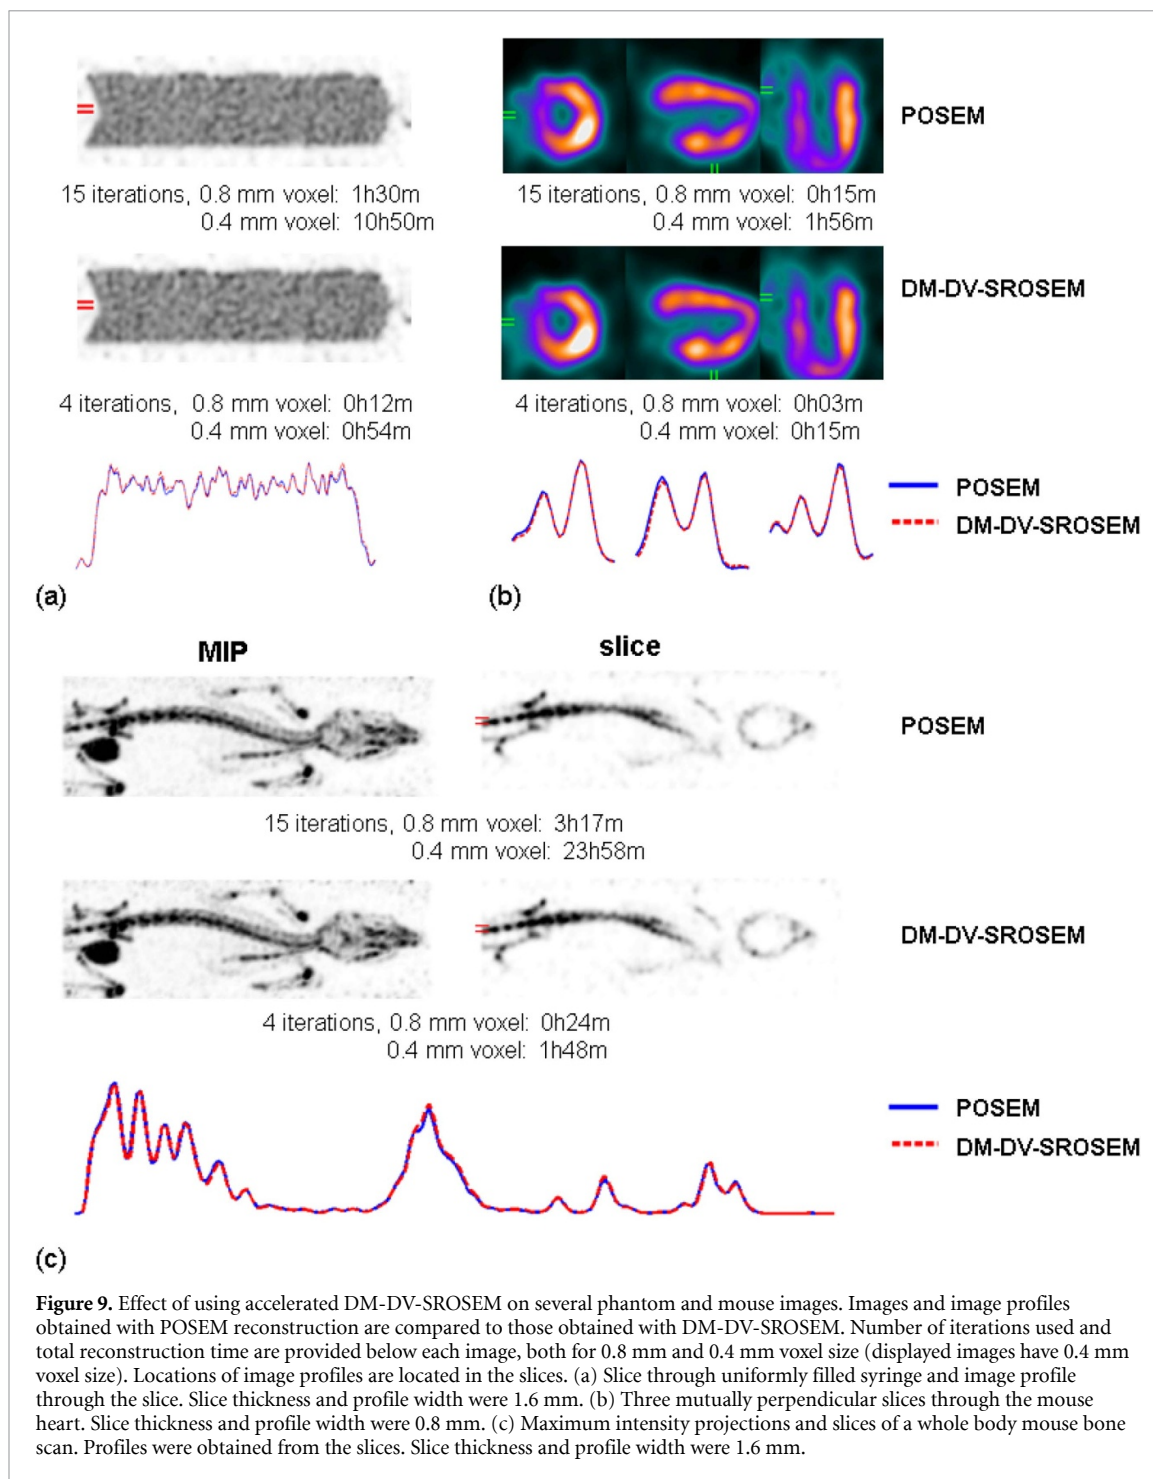 POSEM
15 iterations, 0.8 mm voxel: 1h30m
0.4 mm voxel: 10h50m
15 iterations, 0.8 mm voxel: 0h15m
0.4 mm voxel: 1h56m
DM-DV-SROSEM
4 iterations, 0.8 mm voxel: 0h12m
0.4 mm voxel: 0h54m
4 iterations, 0.8 mm voxel: 0h03m
0.4 mm voxel: 0h15m
POSEM
DM-DV-SROSEM
(a)
(b)
MIP
slice
POSEM
15 iterations, 0.8 mm voxel: 3h17m
0.4 mm voxel: 23h58m
DM-DV-SROSEM
4 iterations, 0.8 mm voxel: 0h24m
0.4 mm voxel: 1h48m
POSEM
DM-DV-SROSEM
(c)
Figure 9. Effect of using accelerated DM-DV-SROSEM on several phantom and mouse images. Images and image profiles
obtained with POSEM reconstruction are compared to those obtained with DM-DV-SROSEM. Number of iterations used and
total reconstruction time are provided below each image, both for 0.8 mm and 0.4 mm voxel size (displayed images have 0.4 mm
voxel size). Locations of image profiles are located in the slices. (a) Slice through uniformly filled syringe and image profile
through the slice. Slice thickness and profile width were 1.6 mm. (b) Three mutually perpendicular slices through the mouse
heart. Slice thickness and profile width were 0.8 mm. (c) Maximum intensity projections and slices of a whole body mouse bone
scan. Profiles were obtained from the slices. Slice thickness and profile width were 1.6 mm.